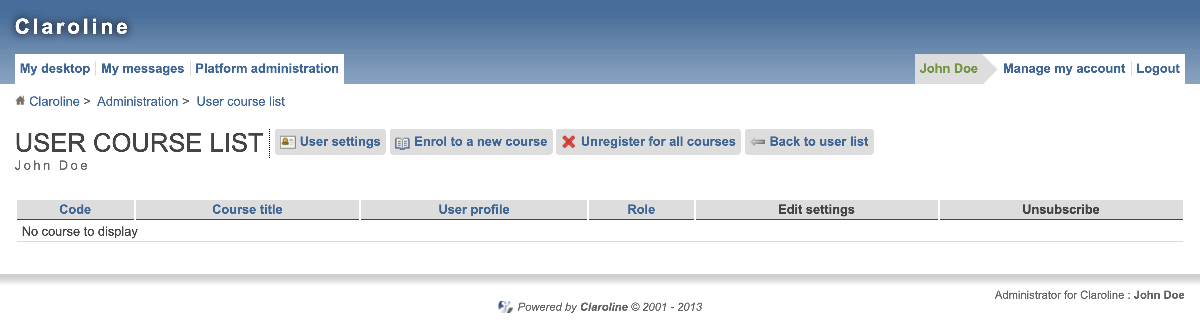 Claroline
My desktop My messages Platform administration John Doe Manage my account Logout
Claroline > Administration > User course list
USER COURSE LIST User settings Enrol to a new course Unregister for all courses Back to user list
John Doe
Code Course title User profile Role Edit settings Unsubscribe
No course to display
Administrator for Claroline : John Doe
Powered by Claroline © 2001 - 2013